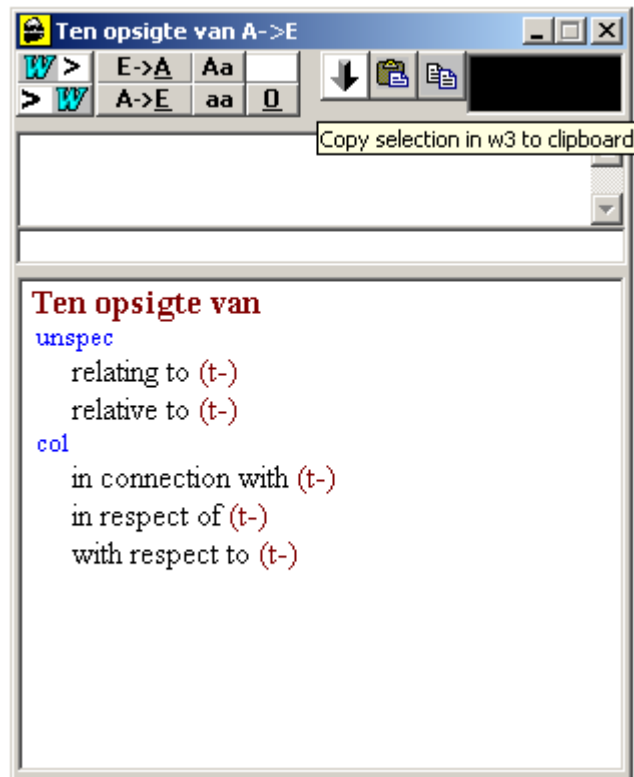 Ten opsigte van A->E
W > E->A Aa
> W A->E aa 0
Copy selection in w3 to clipboard
Ten opsigte van
unspec
relating to (t-)
relative to (t-)
col
in connection with (t-)
in respect of (t-)
with respect to (t-)